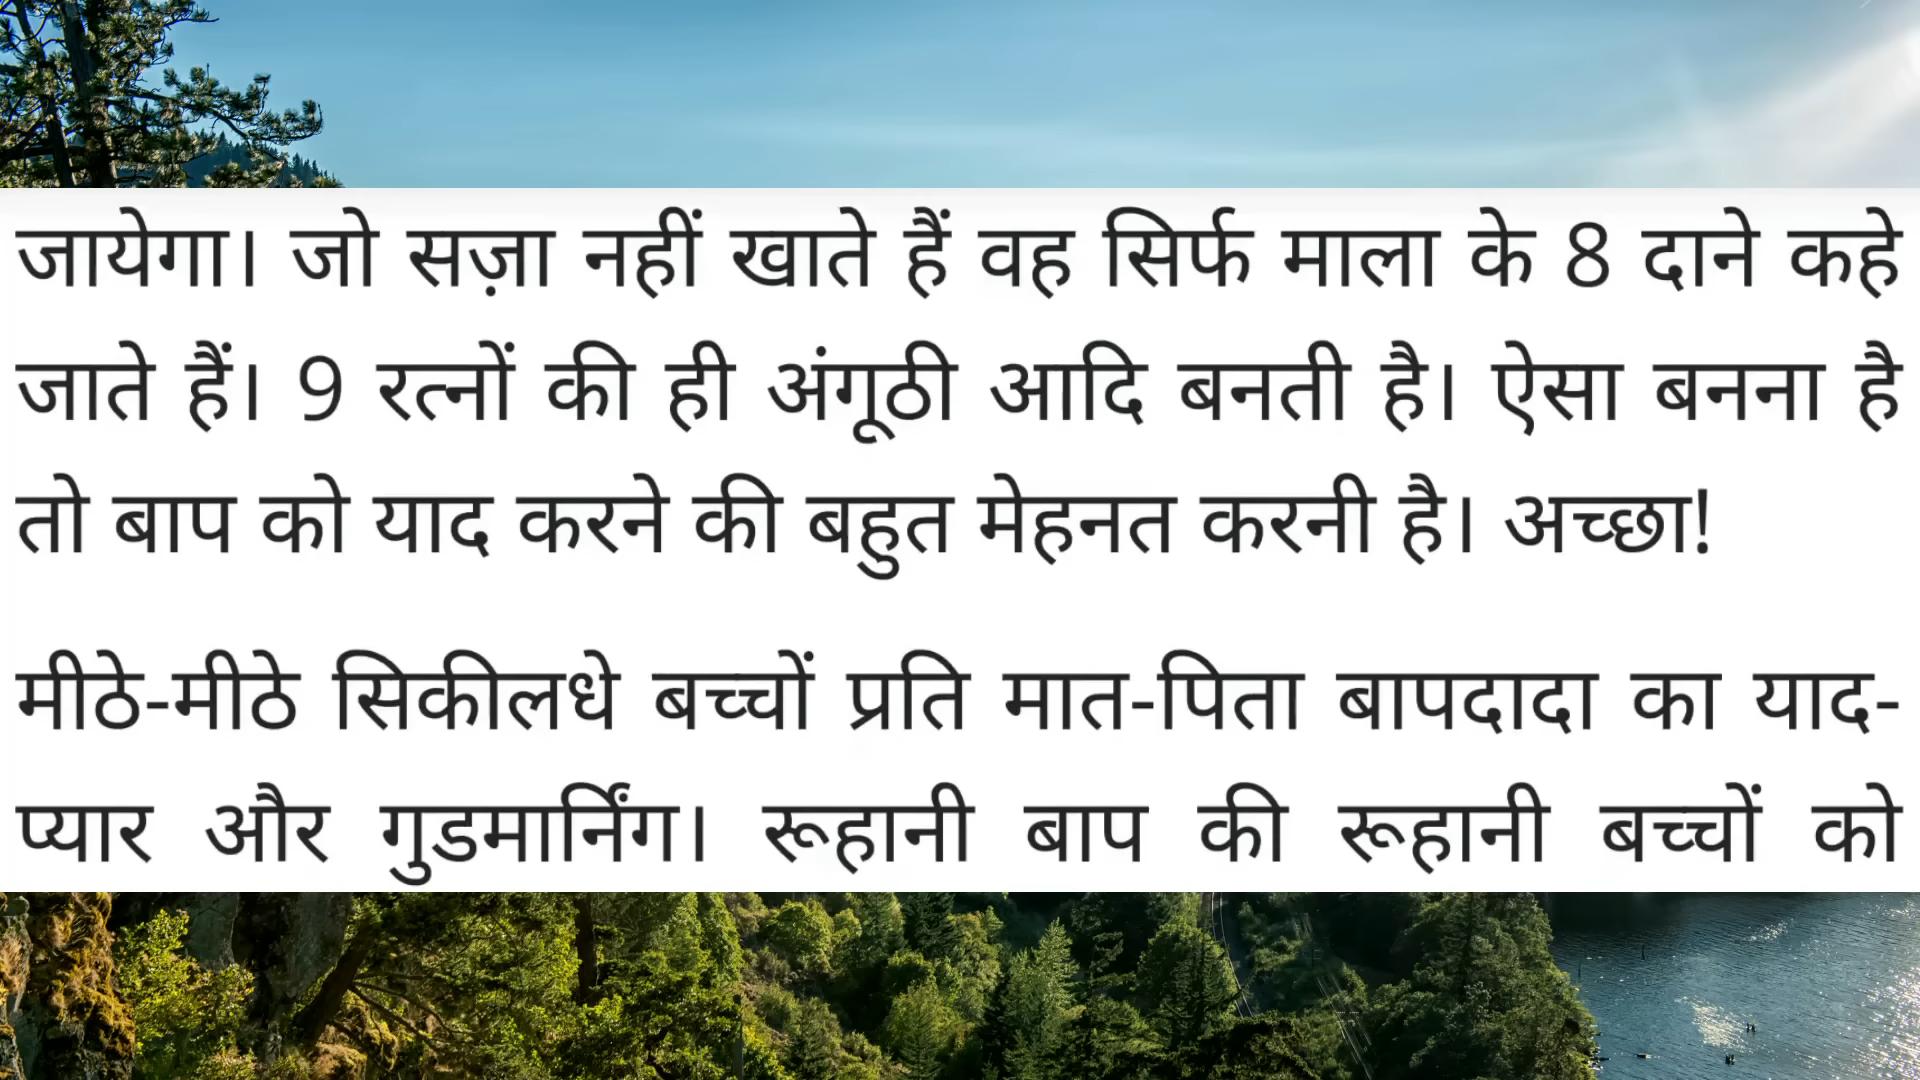 जायेगा। जो सज़ा नहीं खाते हैं वह सिर्फ माला के 8 दाने कहे
जाते हैं। 9 रत्नों की ही अंगूठी आदि बनती है। ऐसा बनना है
तो बाप को याद करने की बहुत मेहनत करनी है। अच्छा!
मीठे-मीठे सिकीलधे बच्चों प्रति मात-पिता बापदादा का याद-
प्यार और गुडमार्निंग। रूहानी बाप की रूहानी बच्चों को